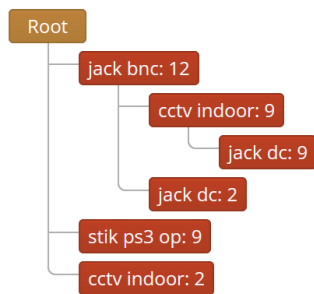 Root
jack bnc: 12
cctv indoor: 9
jack dc: 9
jack dc: 2
stik ps3 op: 9
cctv indoor: 2